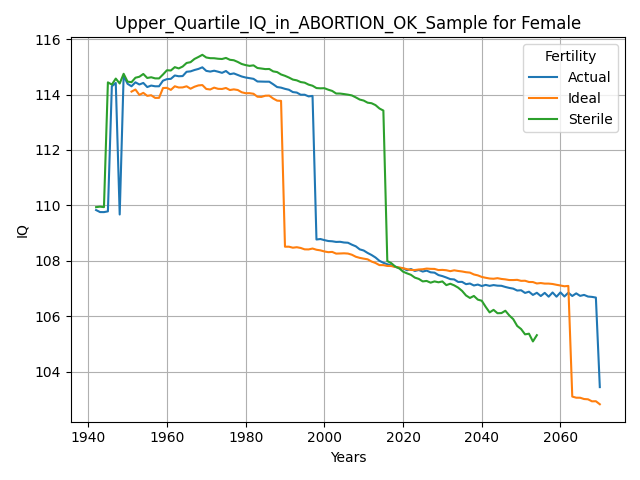 Upper_Quartile_IQ_in_ABORTION_OK_Sample for Female
116
114
112
110
108
106
104
IQ
Fertility
Actual
Ideal
Sterile
1940 1960 1980 2000 2020 2040 2060
Years